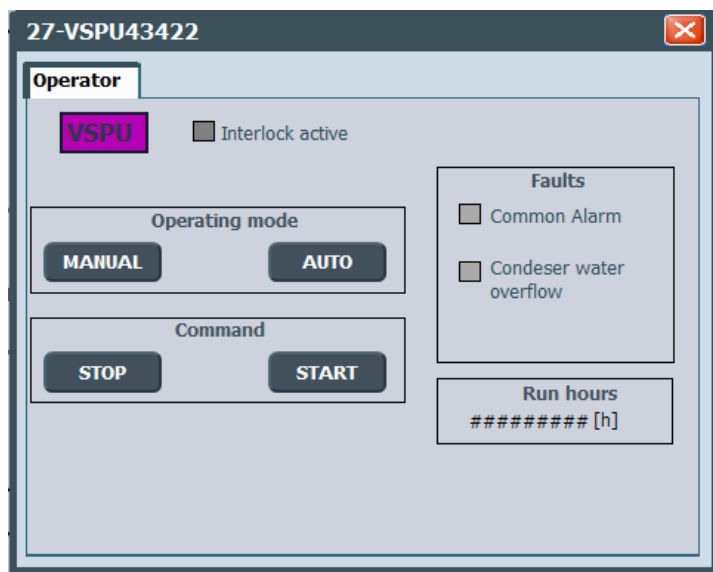 27-VSPU43422
Operator
VSPU
Interlock active
Faults
Common Alarm
Condeser water
overflow
Operating mode
MANUAL AUTO
Command
STOP START
Run hours
######### [h]